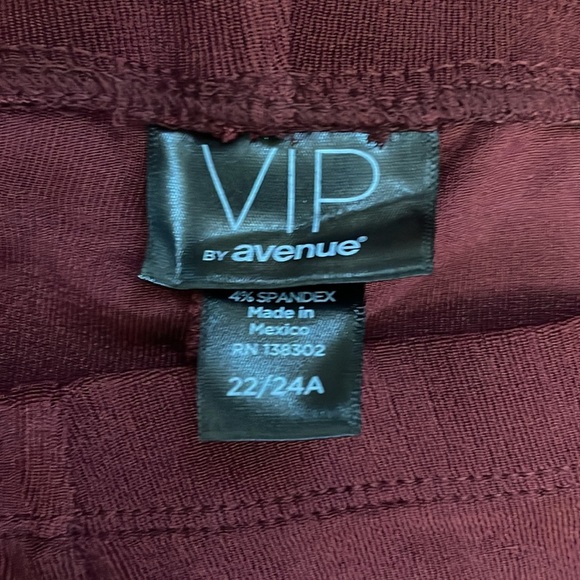 VIP
BY avenue®
4% SPANDEX
Made in
Mexico
RN 138302
22/24A